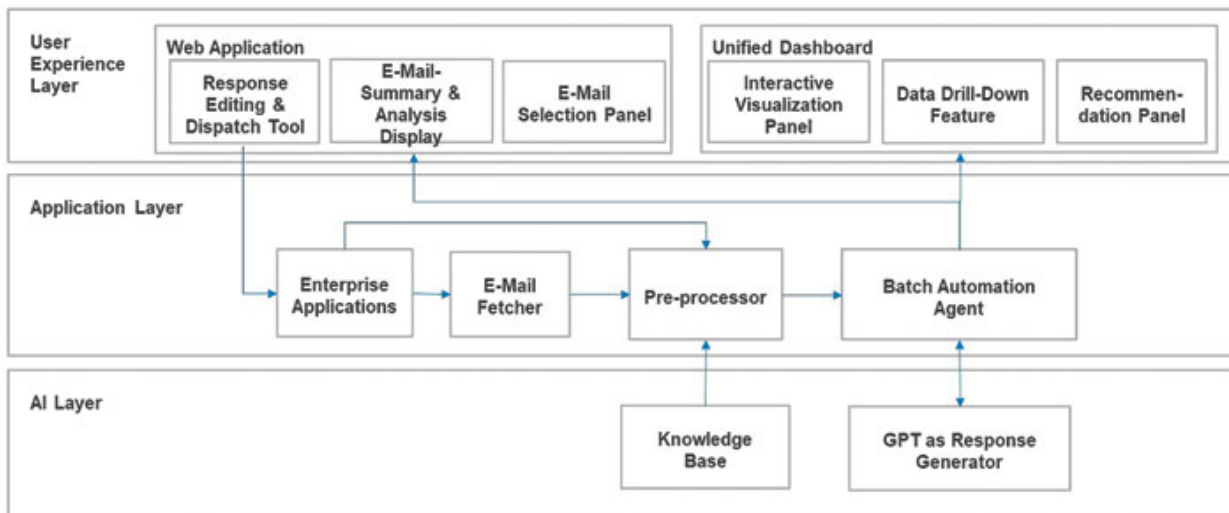 User
Experience
Layer
Web Application
Response
Editing &
Dispatch Tool
E-Mail-
Summary &
Analysis
Display
E-Mail
Selection Panel
Unified Dashboard
Interactive
Visualization
Panel
Data Drill-Down
Feature
Recommen-
dation Panel
Application Layer
Enterprise
Applications
E-Mail
Fetcher
Pre-processor
Batch Automation
Agent
AI Layer
Knowledge
Base
GPT as Response
Generator